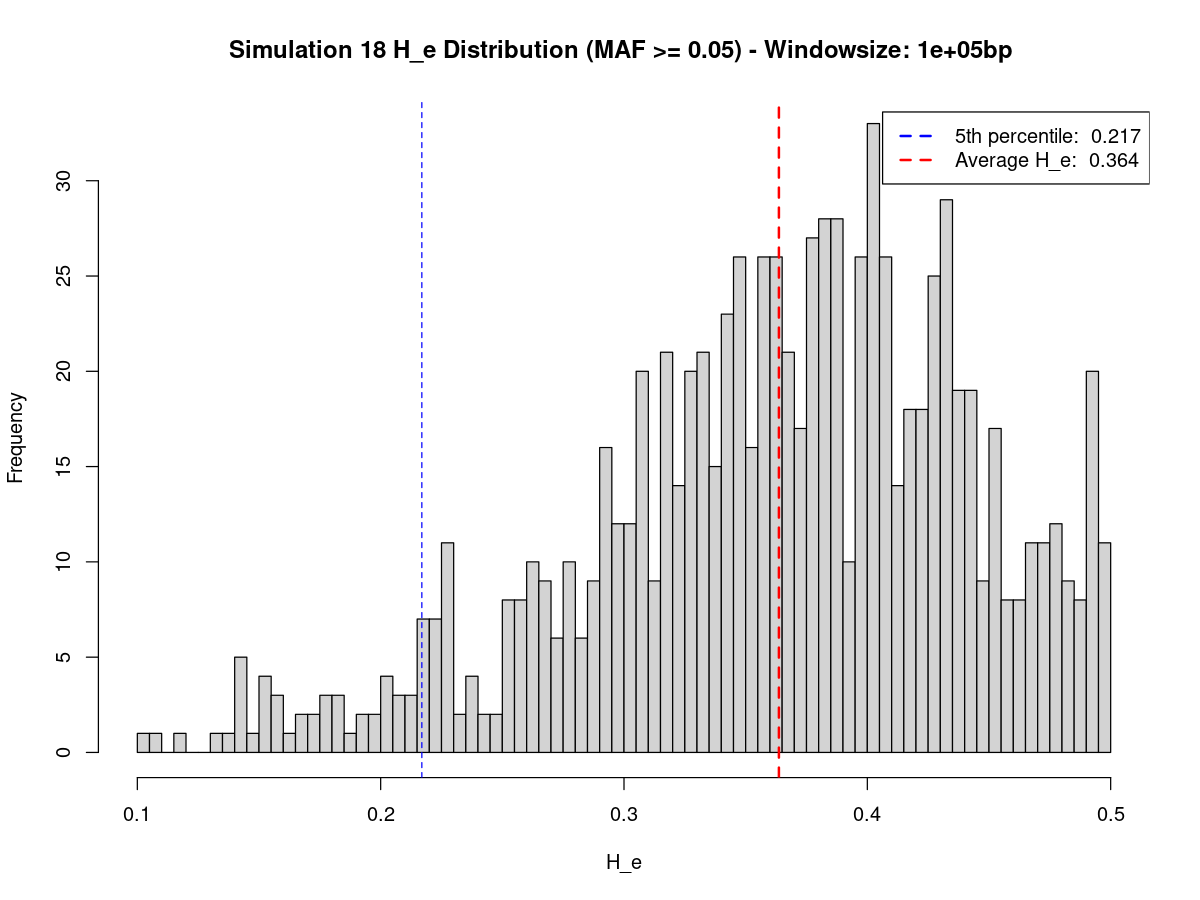 Simulation 18 H_e Distribution (MAF >= 0.05) - Windowsize: 1e+05bp
5th percentile:  0.217
Average H_e:  0.364
Frequency
30
25
20
15
10
5
0
0.1
0.2
0.3
0.4
0.5
H_e